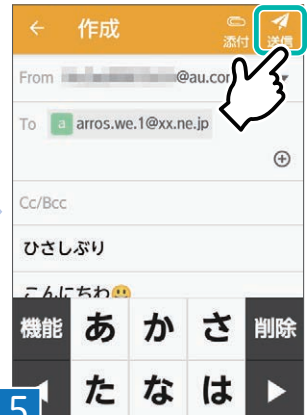 作成
添付
送信
From @au.com
To a arros.we.1@xx.ne.jp
Cc/Bcc
ひさしぶり
こんにちわ😃
機能 あ か さ 削除
た な は
5